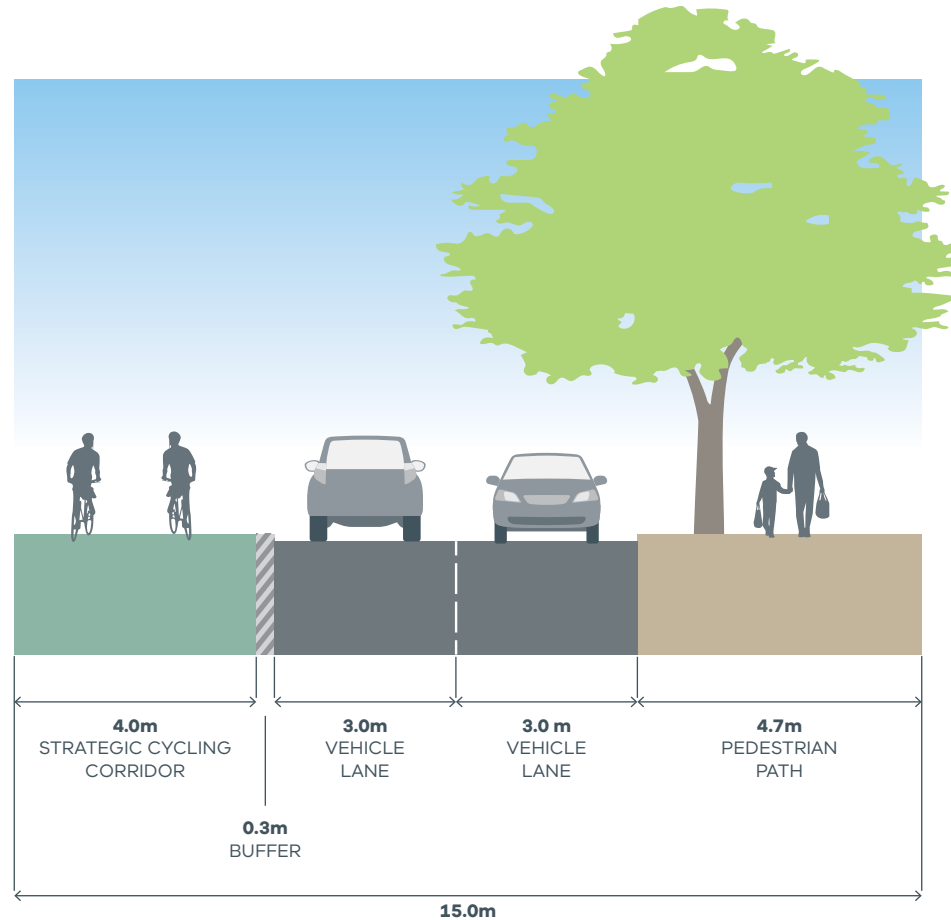 4.0m
STRATEGIC CYCLING
CORRIDOR
0.3m
BUFFER
3.0m
VEHICLE
LANE
3.0 m
VEHICLE
LANE
4.7m
PEDESTRIAN
PATH
15.0m